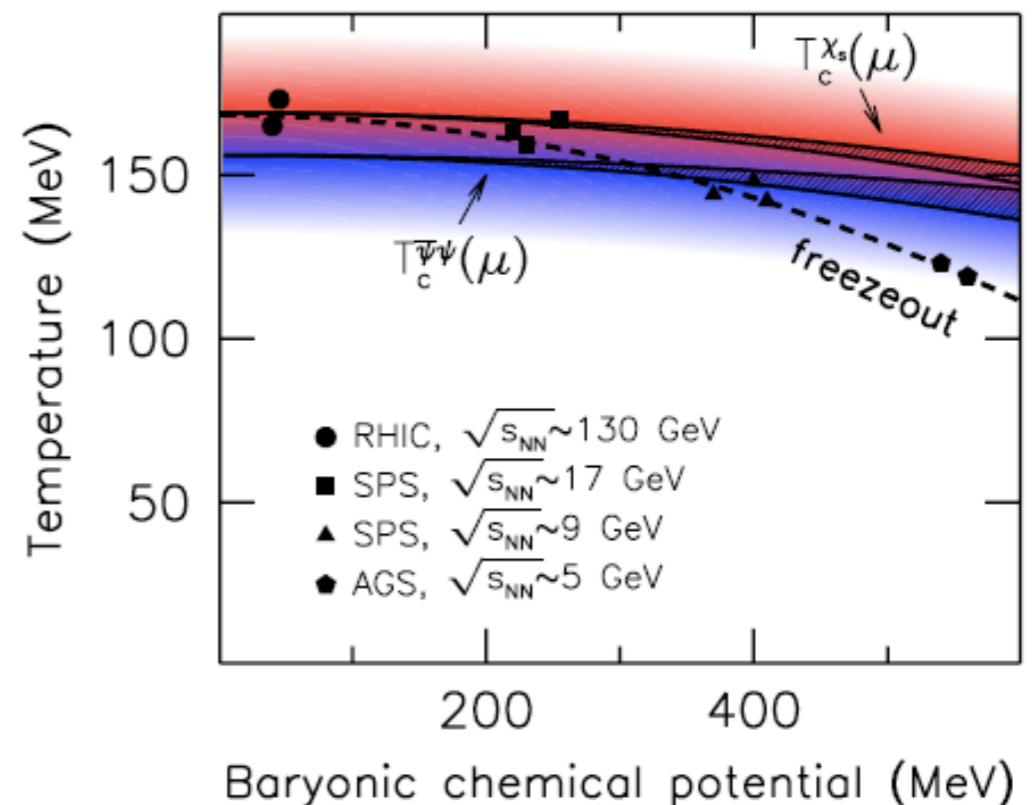 T_c^{χ_s}(μ)
150
T_c^{ψ̅ψ}(μ)
freezeout
100
50
Temperature (MeV)
RHIC, √s_NN~130 GeV
SPS, √s_NN~17 GeV
SPS, √s_NN~9 GeV
AGS, √s_NN~5 GeV
200 400
Baryonic chemical potential (MeV)